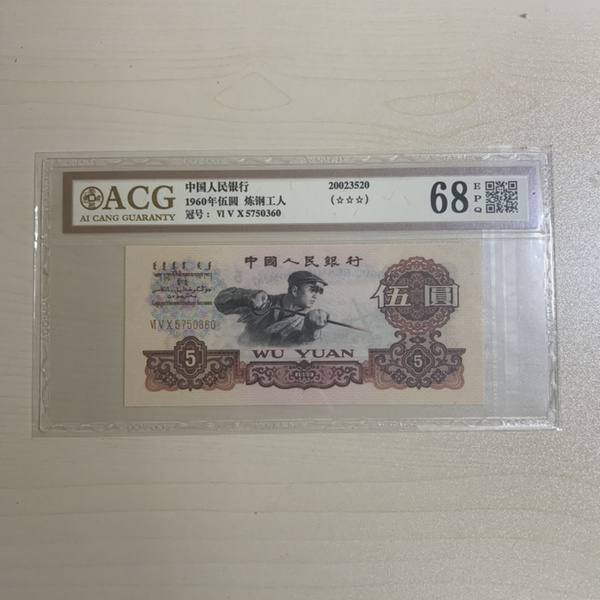 ACG
AI CANG GUARANTY
中国人民银行
1960年伍圆 炼钢工人
冠号：Ⅵ Ⅴ Ⅹ 5750360
20023520
(☆☆☆)
68
EPQ
中國人民銀行
伍圓
Ⅵ Ⅴ Ⅹ 5750360
WU YUAN
5
1960
5